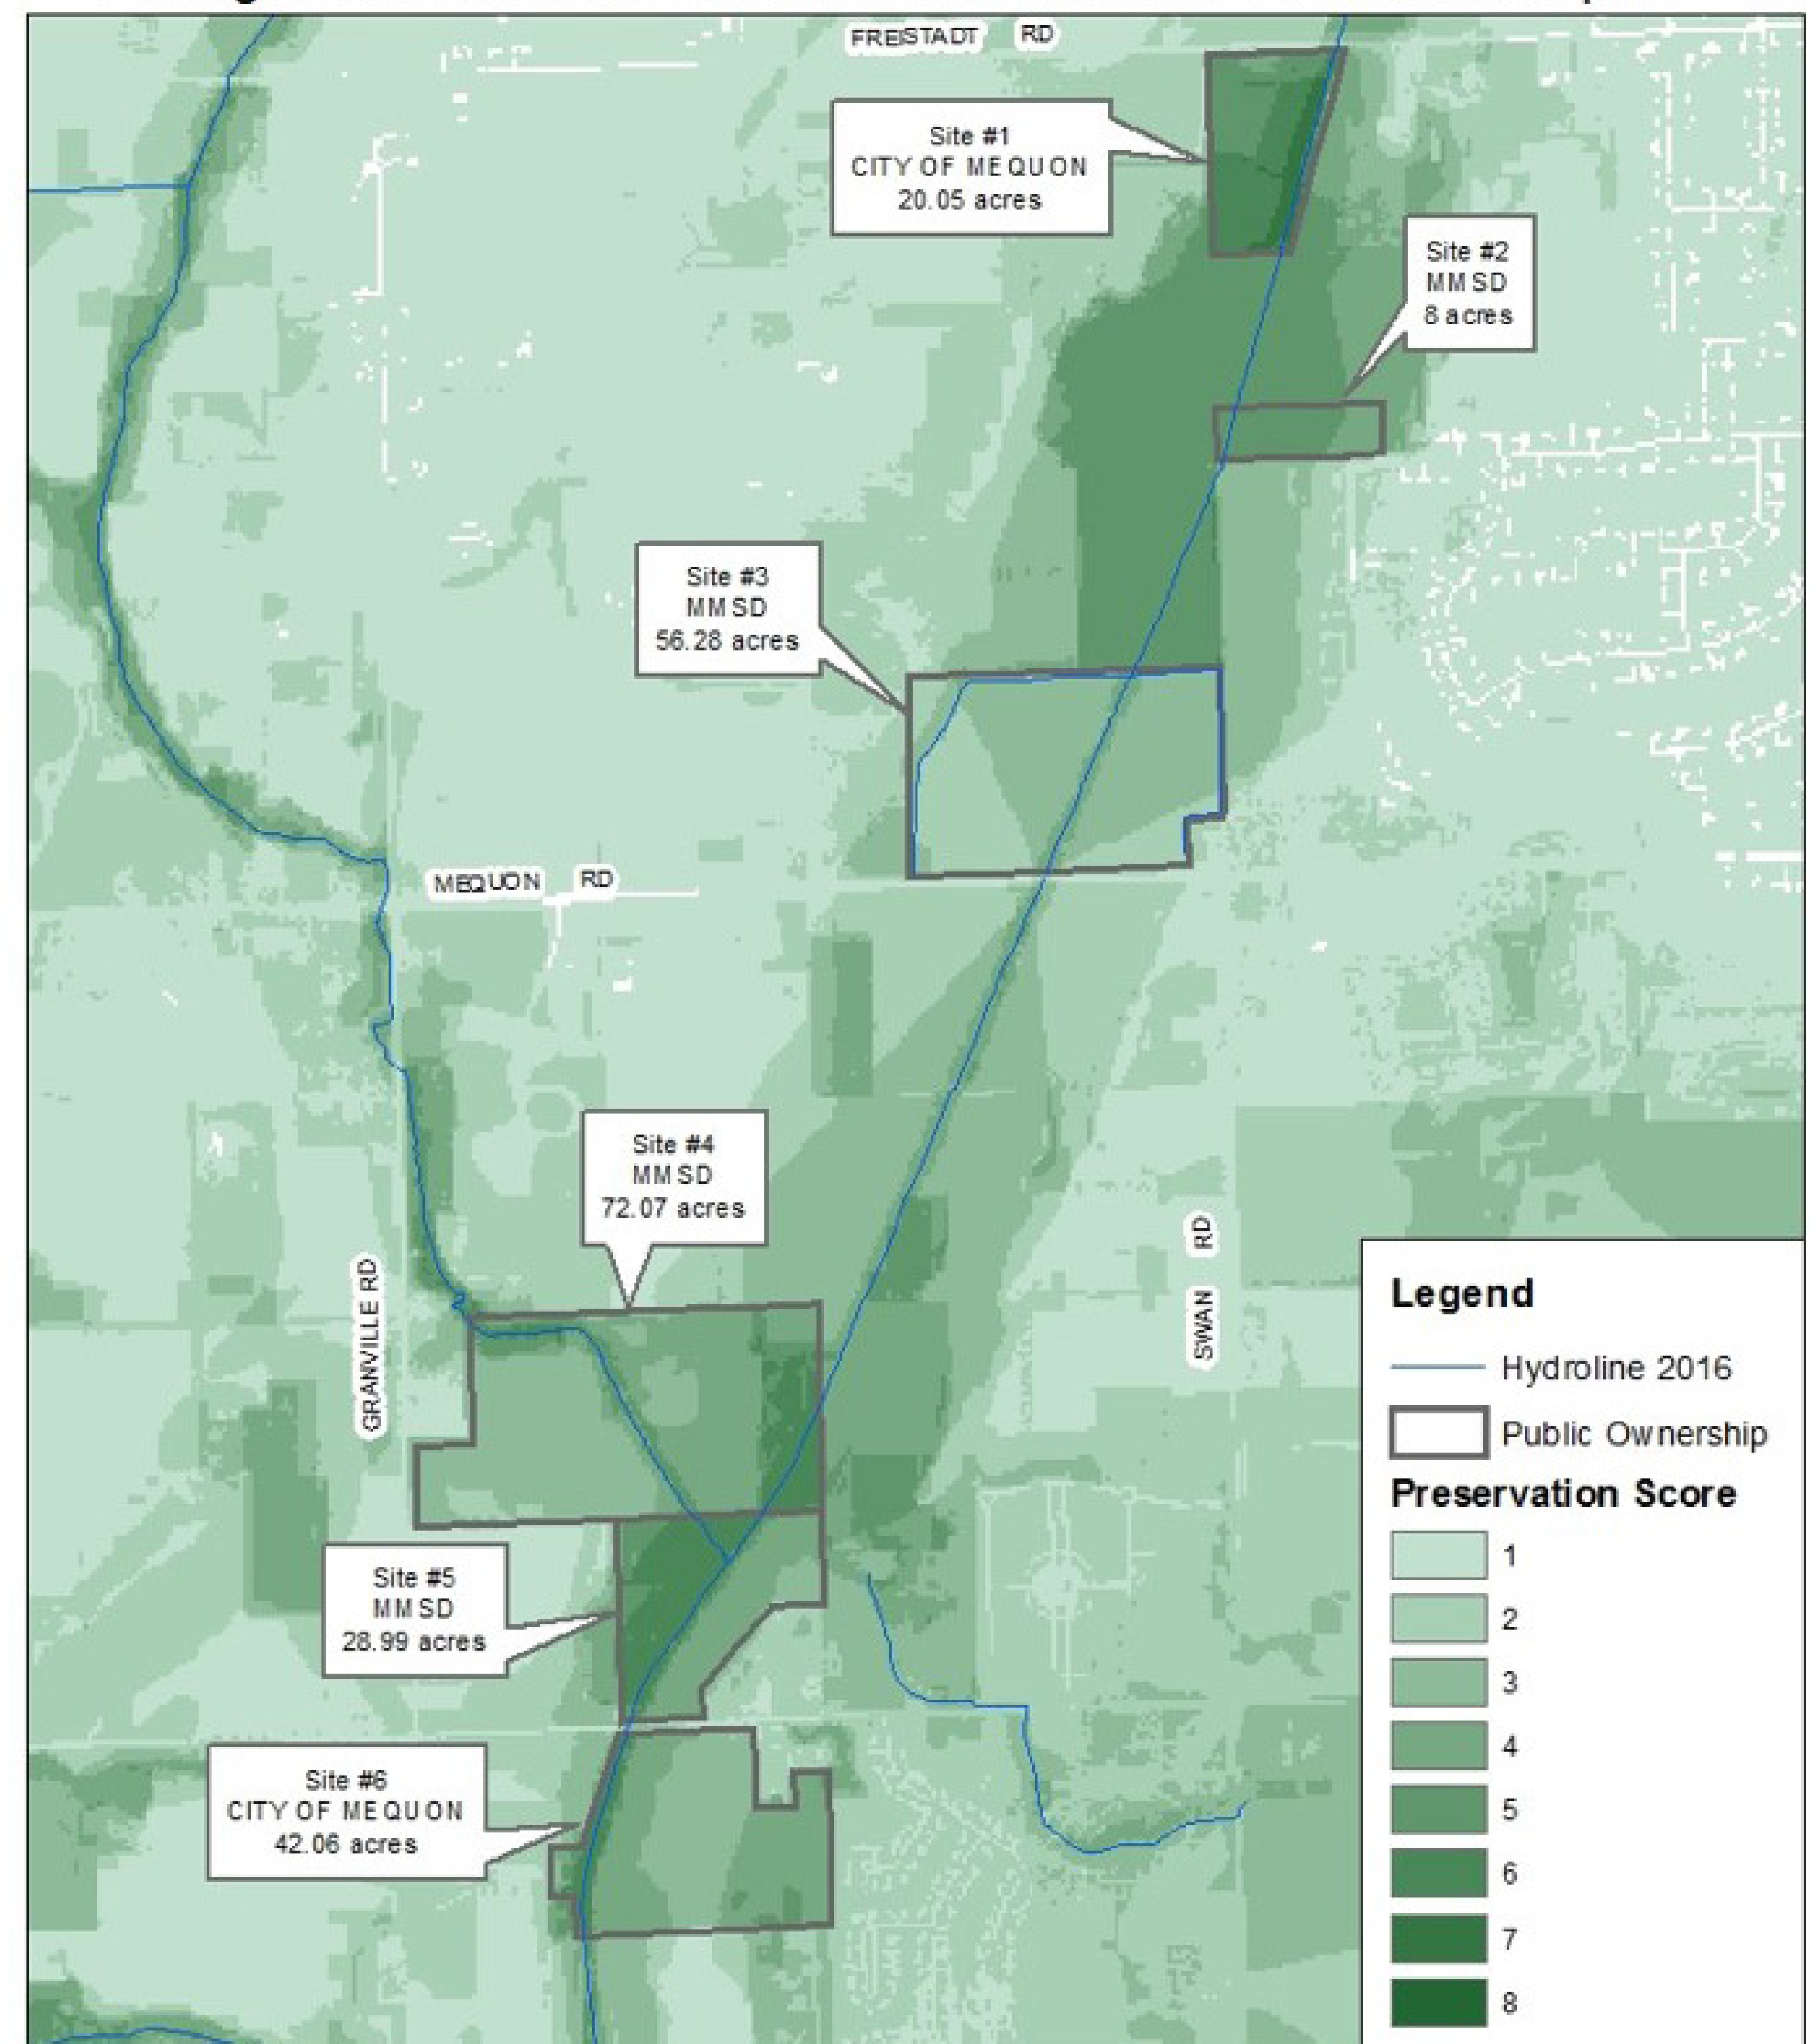 FREISTADT RD
Site #1
CITY OF MEQUON
20.05 acres
Site #2
MMSD
8 acres
Site #3
MMSD
56.28 acres
MEQUON RD
Site #4
MMSD
72.07 acres
GRANVILLE RD
SWAN RD
Site #5
MMSD
28.99 acres
Site #6
CITY OF MEQUON
42.06 acres
Legend
Hydroline 2016
Public Ownership
Preservation Score
1
2
3
4
5
6
7
8